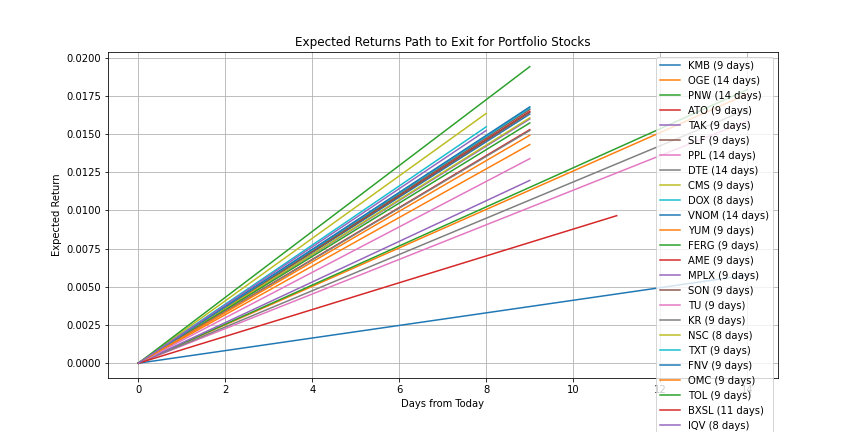 Expected Returns Path to Exit for Portfolio Stocks
0.0200
0.0175
0.0150
0.0125
0.0100
0.0075
0.0050
0.0025
0.0000
Expected Return
0 2 4 6 8 10 12 14
Days from Today
KMB (9 days)
OGE (14 days)
PNW (14 days)
ATO (9 days)
TAK (9 days)
SLF (9 days)
PPL (14 days)
DTE (14 days)
CMS (9 days)
DOX (8 days)
VNOM (14 days)
YUM (9 days)
FERG (9 days)
AME (9 days)
MPLX (9 days)
SON (9 days)
TU (9 days)
KR (9 days)
NSC (8 days)
TXT (9 days)
FNV (9 days)
OMC (9 days)
TOL (9 days)
BXSL (11 days)
IQV (8 days)